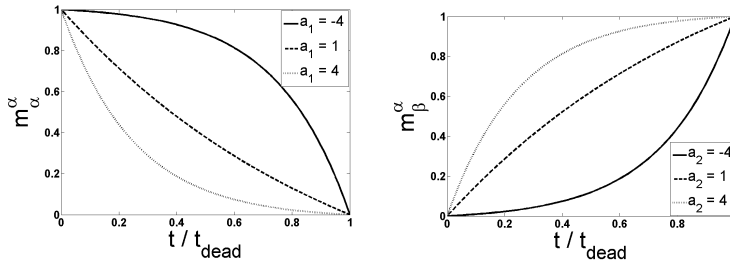 1
0.8
0.6
0.4
0.2
0
0
0.2
0.4
0.6
0.8
1
m_α^α
t / t_dead
a_1 = -4
a_1 = 1
a_1 = 4
1
0.8
0.6
0.4
0.2
0
0
0.2
0.4
0.6
0.8
m_β^α
t / t_dead
a_2 = -4
a_2 = 1
a_2 = 4